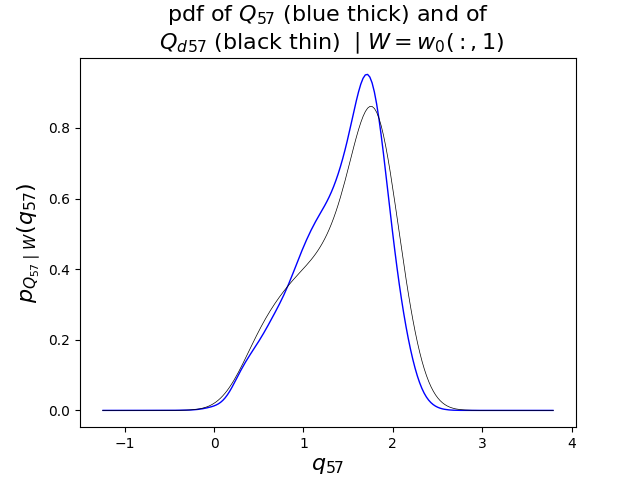 pdf of Q57 (blue thick) and of
Qd57 (black thin) | W = w0(:, 1)
pQ57 | W(q57)
0.8
0.6
0.4
0.2
0.0
−1 0 1 2 3 4
q57